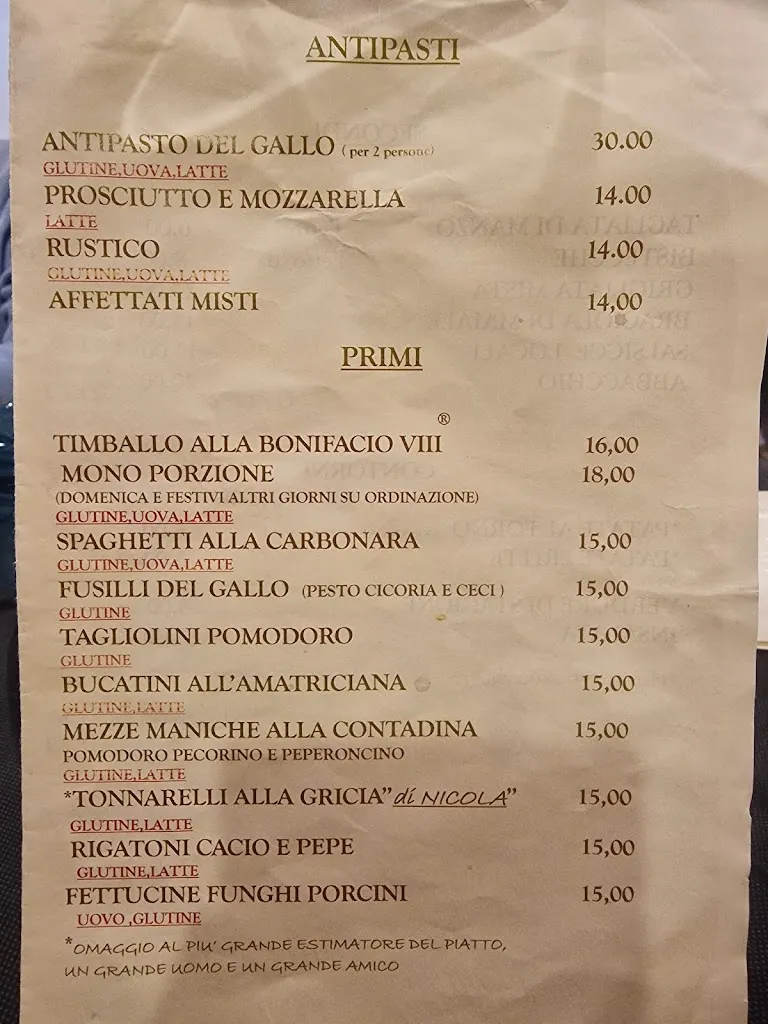 ANTIPASTI
ANTIPASTO DEL GALLO ( per 2 persone) 30.00
GLUTINE,UOVA,LATTE
PROSCIUTTO E MOZZARELLA 14.00
LATTE
RUSTICO 14.00
GLUTINE,UOVA,LATTE
AFFETTATI MISTI 14,00
PRIMI
®
TIMBALLO ALLA BONIFACIO VIII 16,00
MONO PORZIONE 18,00
(DOMENICA E FESTIVI ALTRI GIORNI SU ORDINAZIONE)
GLUTINE,UOVA,LATTE
SPAGHETTI ALLA CARBONARA 15,00
GLUTINE,UOVA,LATTE
FUSILLI DEL GALLO (PESTO CICORIA E CECI ) 15,00
GLUTINE
TAGLIOLINI POMODORO 15,00
GLUTINE
BUCATINI ALL'AMATRICIANA 15,00
GLUTINE,LATTE
MEZZE MANICHE ALLA CONTADINA 15,00
POMODORO PECORINO E PEPERONCINO
GLUTINE,LATTE
*TONNARELLI ALLA GRICIA" di NICOLA" 15,00
GLUTINE,LATTE
RIGATONI CACIO E PEPE 15,00
GLUTINE,LATTE
FETTUCINE FUNGHI PORCINI 15,00
UOVO ,GLUTINE
*OMAGGIO AL PIU' GRANDE ESTIMATORE DEL PIATTO,
UN GRANDE UOMO E UN GRANDE AMICO